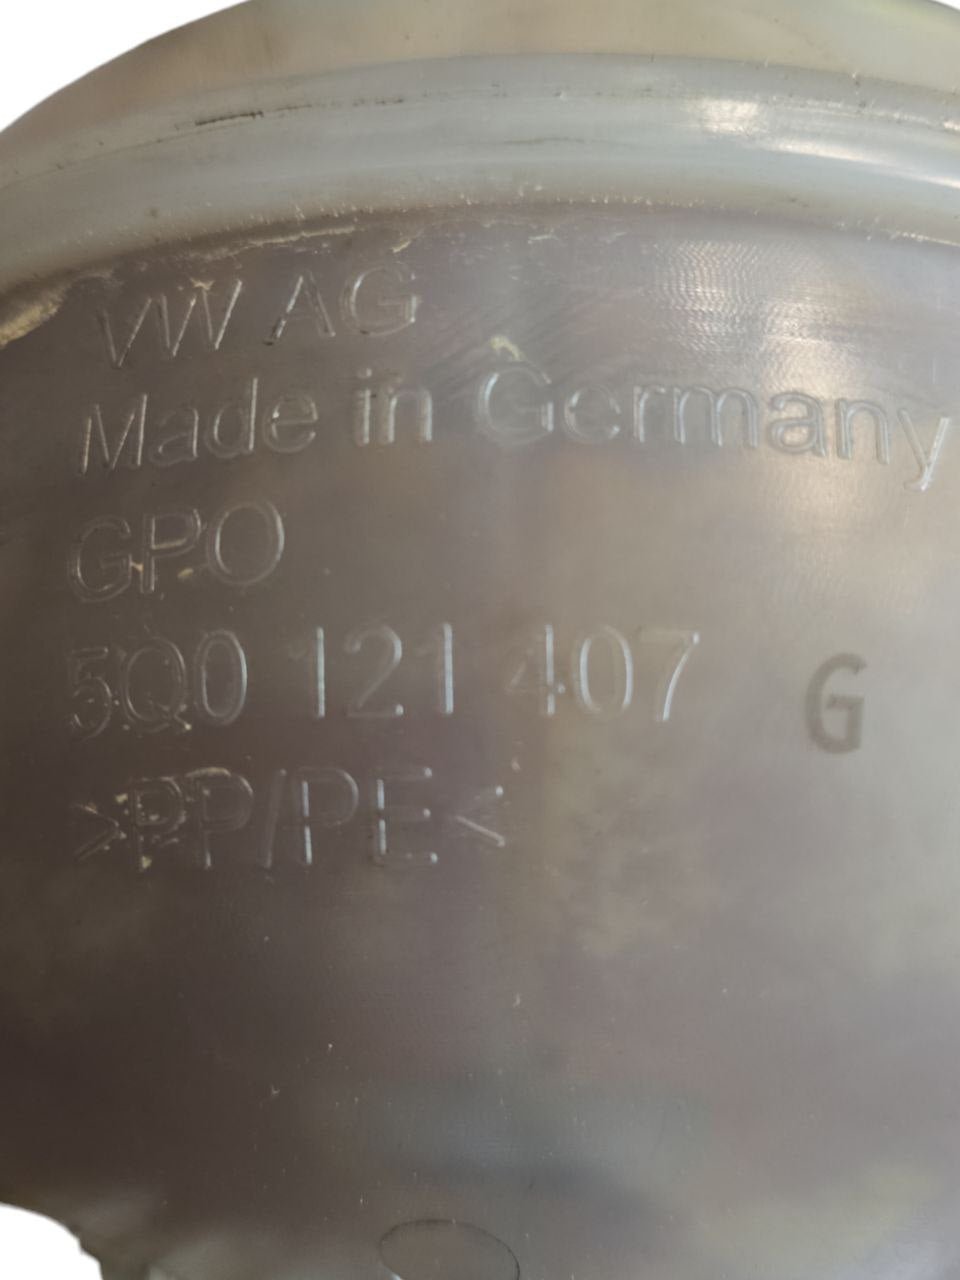 VW AG
Made in Germany
GPO
5Q0 121 407 G
>PP/PE<